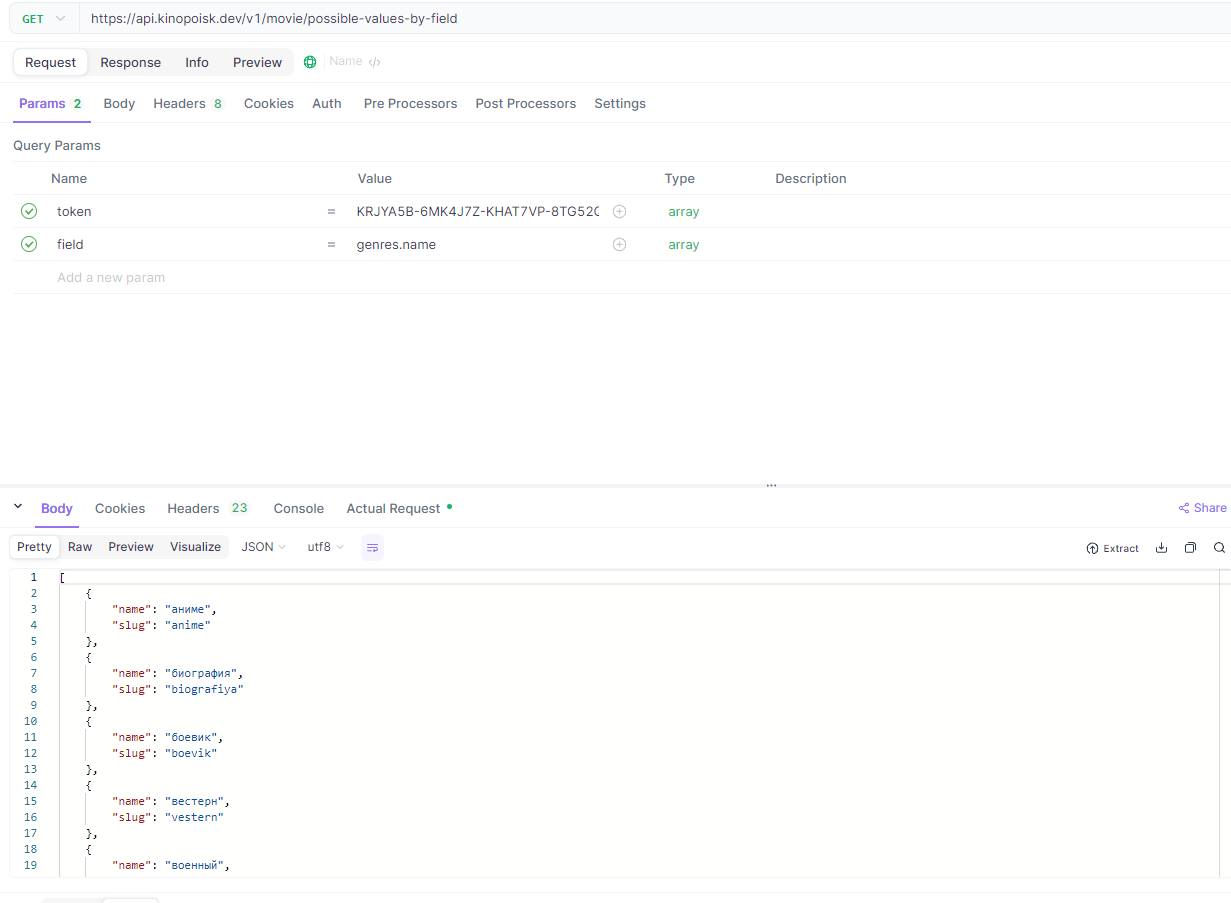 GET https://api.kinopoisk.dev/v1/movie/possible-values-by-field
Request Response Info Preview Name </>
Params 2 Body Headers 8 Cookies Auth Pre Processors Post Processors Settings
Query Params
Name Value Type Description
token = KRJYA5B-6MK4J7Z-KHAT7VP-8TG52 array
field = genres.name array
Add a new param
Body Cookies Headers 23 Console Actual Request Share
Pretty Raw Preview Visualize JSON utf8 Extract
1 [
2 {
3 "name": "аниме",
4 "slug": "anime"
5 },
6 {
7 "name": "биография",
8 "slug": "biografiya"
9 },
10 {
11 "name": "боевик",
12 "slug": "boevik"
13 },
14 {
15 "name": "вестерн",
16 "slug": "vestern"
17 },
18 {
19 "name": "военный",